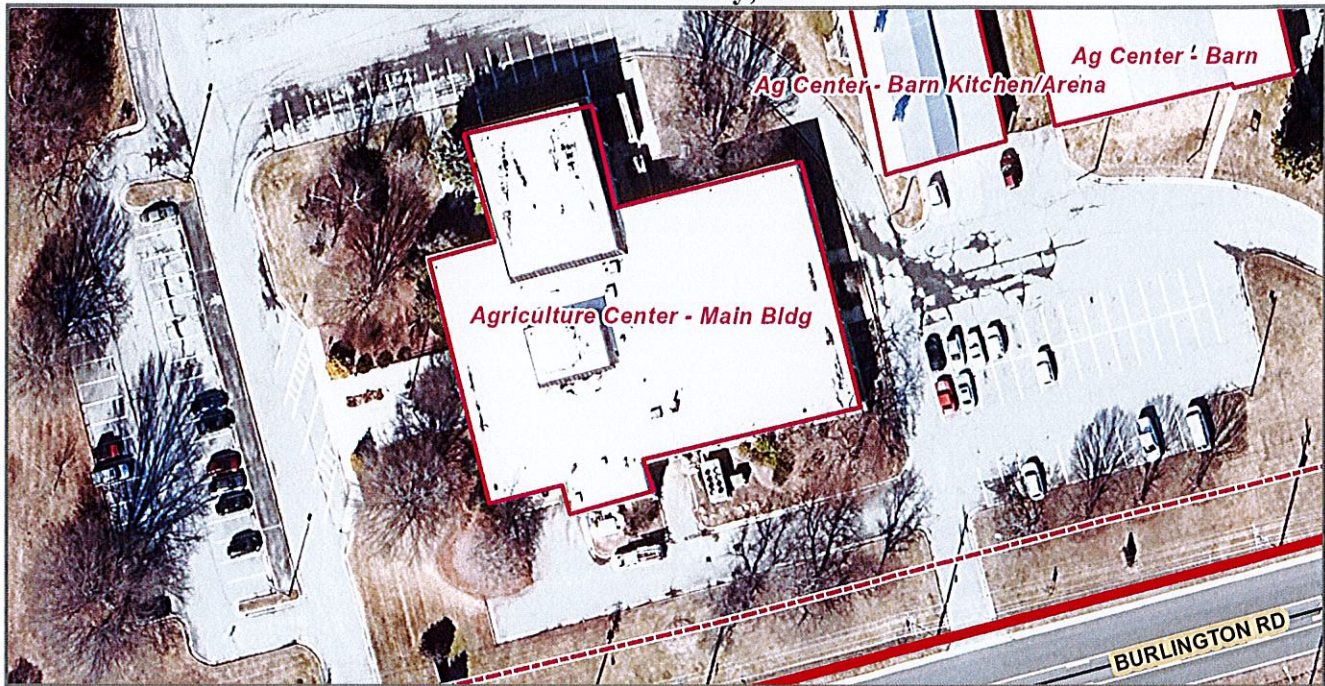 Ag Center - Barn
Ag Center - Barn Kitchen/Arena
Agriculture Center - Main Bldg
BURLINGTON RD